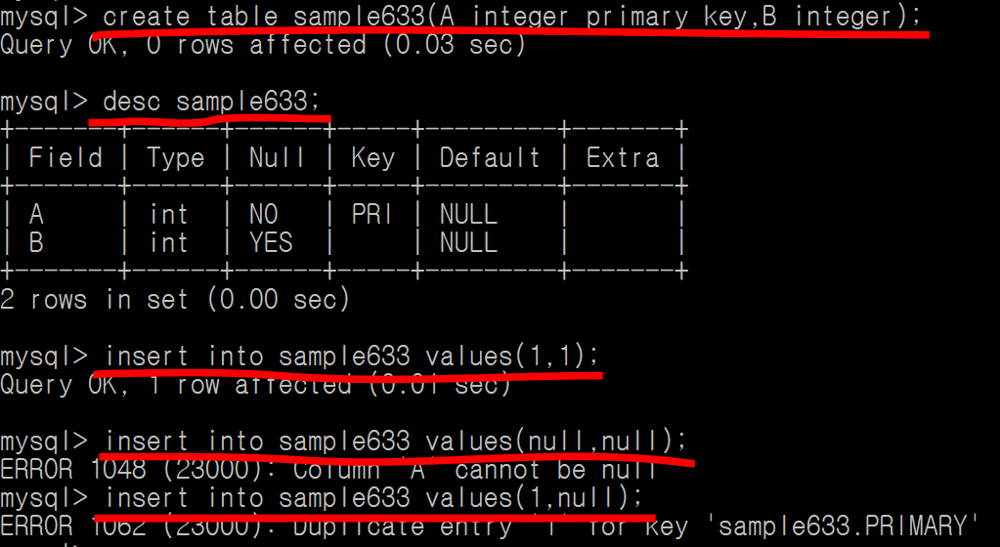 mysql> create table sample633(A integer primary key,B integer);
Query OK, 0 rows affected (0.03 sec)
mysql> desc sample633;
+-------+------+------+-----+---------+-------+
| Field | Type | Null | Key | Default | Extra |
+-------+------+------+-----+---------+-------+
| A | int | NO | PRI | NULL | |
| B | int | YES | | NULL | |
+-------+------+------+-----+---------+-------+
2 rows in set (0.00 sec)
mysql> insert into sample633 values(1,1);
Query OK, 1 row affected (0.01 sec)
mysql> insert into sample633 values(null,null);
ERROR 1048 (23000): Column 'A' cannot be null
mysql> insert into sample633 values(1,null);
ERROR 1062 (23000): Duplicate entry '1' for key 'sample633.PRIMARY'